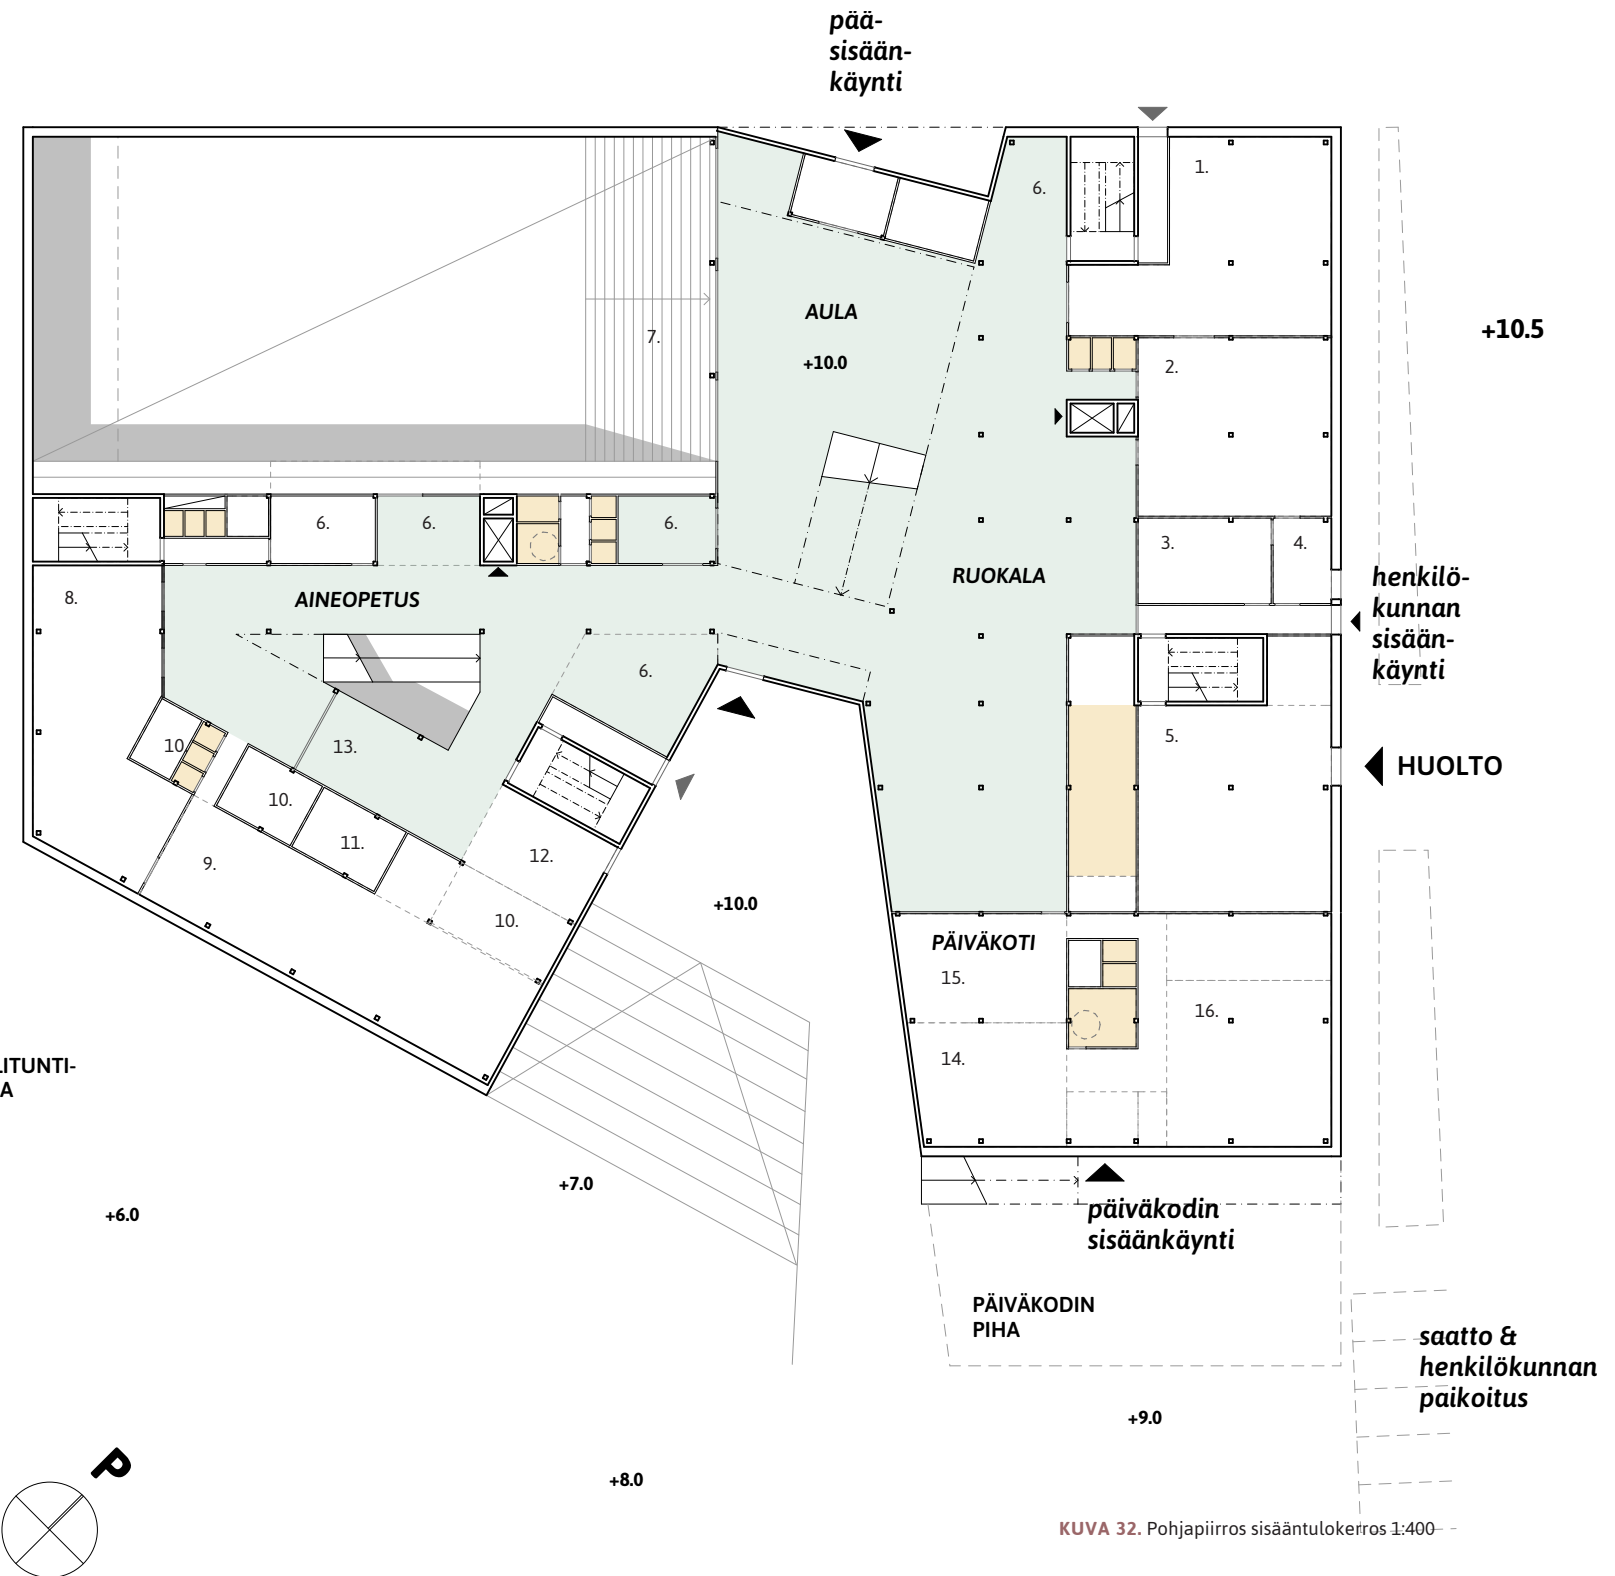 pää-
sisään-
käynti
1.
6.
7.
AULA
+10.0
2.
+10.5
6.
6.
6.
3.
4.
RUOKALA
henkilö-
kunnan
sisään-
käynti
8.
AINEOPETUS
6.
5.
HUOLTO
10.
13.
10.
11.
9.
12.
10.
+10.0
PÄIVÄKOTI
15.
16.
14.
LITUNTI-
A
+7.0
+6.0
päiväkodin
sisäänkäynti
PÄIVÄKODIN
PIHA
saatto &
henkilökunnan
paikoitus
+9.0
P
+8.0
KUVA 32. Pohjapiirros sisääntulokerros 1:400